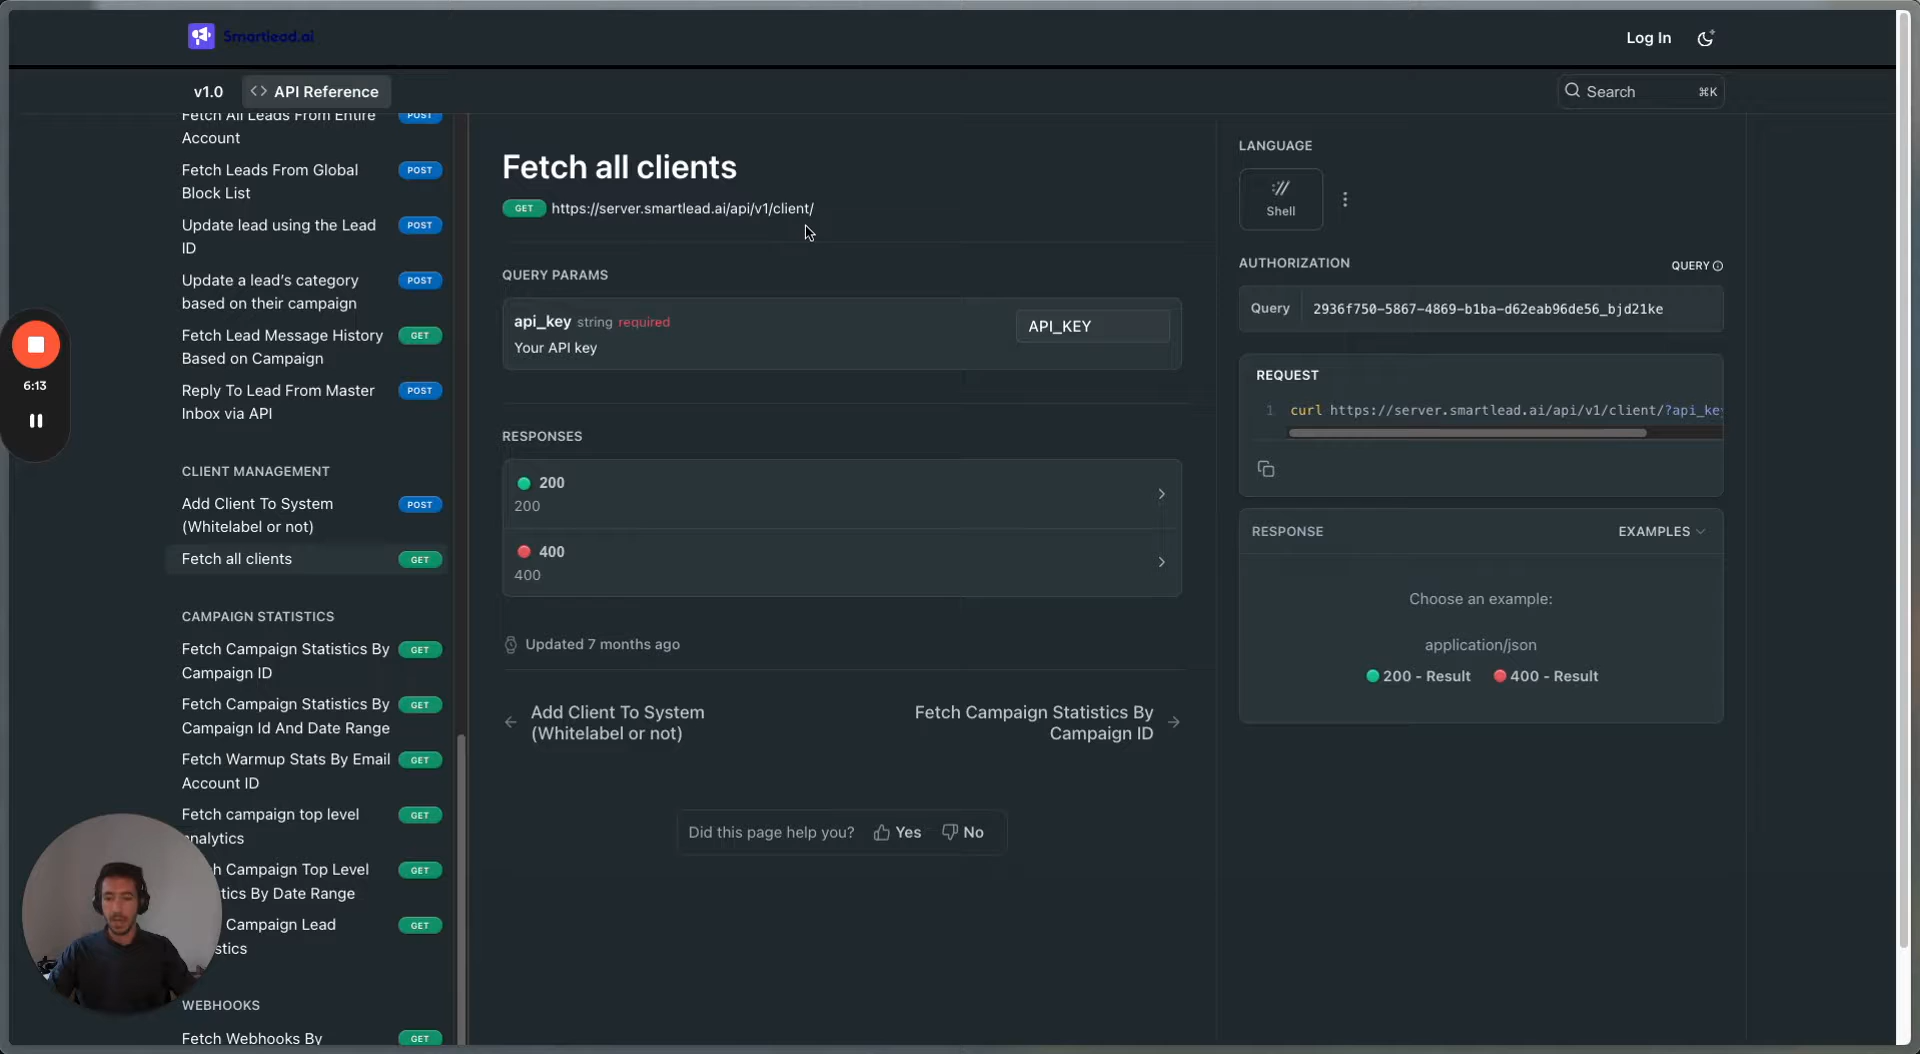 Smartlead.ai
Log In
v1.0
<> API Reference
Search
⌘K
Fetch All Leads From Entire
Account
POST
Fetch Leads From Global
Block List
POST
Update lead using the Lead
ID
POST
Update a lead’s category
based on their campaign
POST
Fetch Lead Message History
Based on Campaign
GET
Reply To Lead From Master
Inbox via API
POST
CLIENT MANAGEMENT
Add Client To System
(Whitelabel or not)
POST
Fetch all clients
GET
CAMPAIGN STATISTICS
Fetch Campaign Statistics By
Campaign ID
GET
Fetch Campaign Statistics By
Campaign Id And Date Range
GET
Fetch Warmup Stats By Email
Account ID
GET
Fetch campaign top level
analytics
GET
Campaign Top Level
By Date Range
GET
Campaign Lead
GET
WEBHOOKS
Fetch Webhooks By
GET
6:13
Fetch all clients
GET https://server.smartlead.ai/api/v1/client/
QUERY PARAMS
api_key string required
Your API key
API_KEY
RESPONSES
200
200
400
400
Updated 7 months ago
Add Client To System
(Whitelabel or not)
Fetch Campaign Statistics By
Campaign ID
Did this page help you? Yes No
LANGUAGE
Shell
AUTHORIZATION
QUERY
Query 2936f750-5867-4869-b1ba-d62eab96de56_bjd21ke
REQUEST
1 curl https://server.smartlead.ai/api/v1/client/?api_key
RESPONSE
EXAMPLES
Choose an example:
application/json
200 - Result 400 - Result